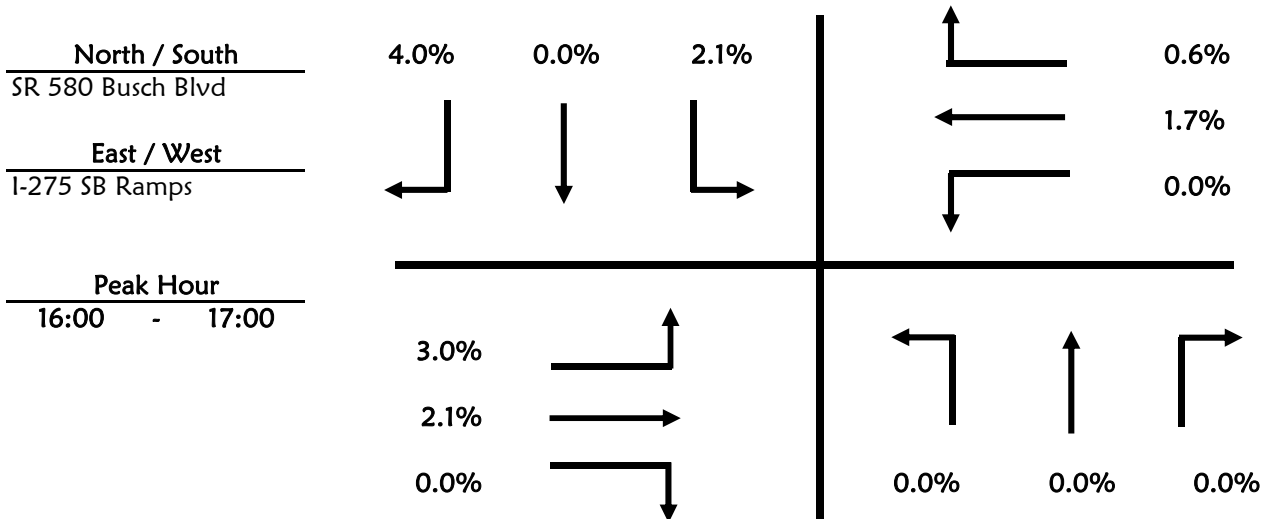 North / South
SR 580 Busch Blvd
East / West
I-275 SB Ramps
Peak Hour
16:00 - 17:00
4.0% 0.0% 2.1%
0.6%
1.7%
0.0%
3.0%
2.1%
0.0%
0.0% 0.0% 0.0%